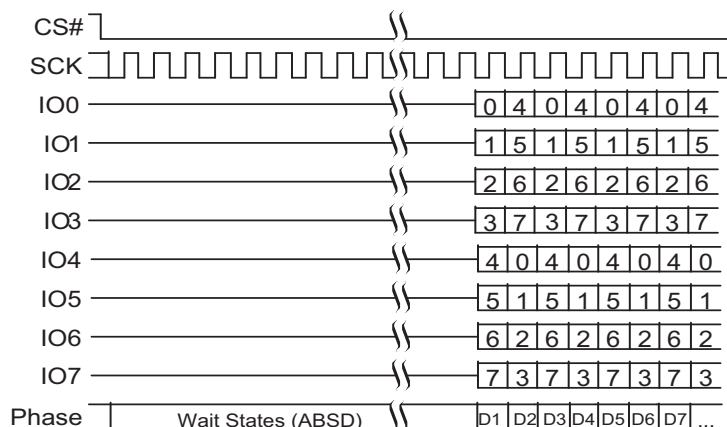 CS#
SCK
IO0 0 4 0 4 0 4 0 4
IO1 1 5 1 5 1 5 1 5
IO2 2 6 2 6 2 6 2 6
IO3 3 7 3 7 3 7 3 7
IO4 4 0 4 0 4 0 4 0
IO5 5 1 5 1 5 1 5 1
IO6 6 2 6 2 6 2 6 2
IO7 7 3 7 3 7 3 7 3
Phase Wait States (ABSD) D1 D2 D3 D4 D5 D6 D7 ...